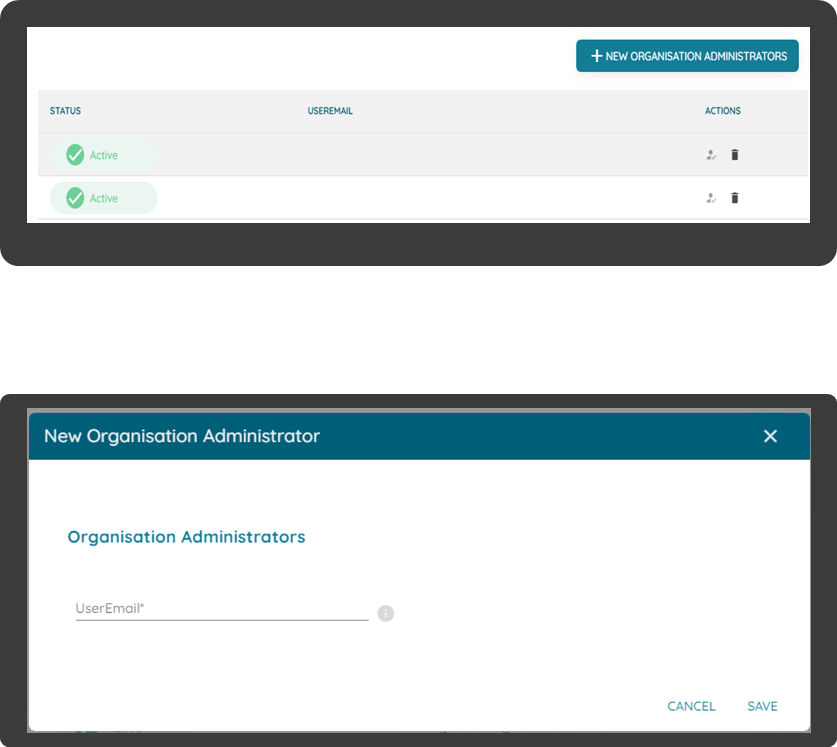 NEW ORGANISATION ADMINISTRATORS
STATUS USEREMAIL ACTIONS
Active
Active
New Organisation Administrator
Organisation Administrators
UserEmail*
CANCEL SAVE